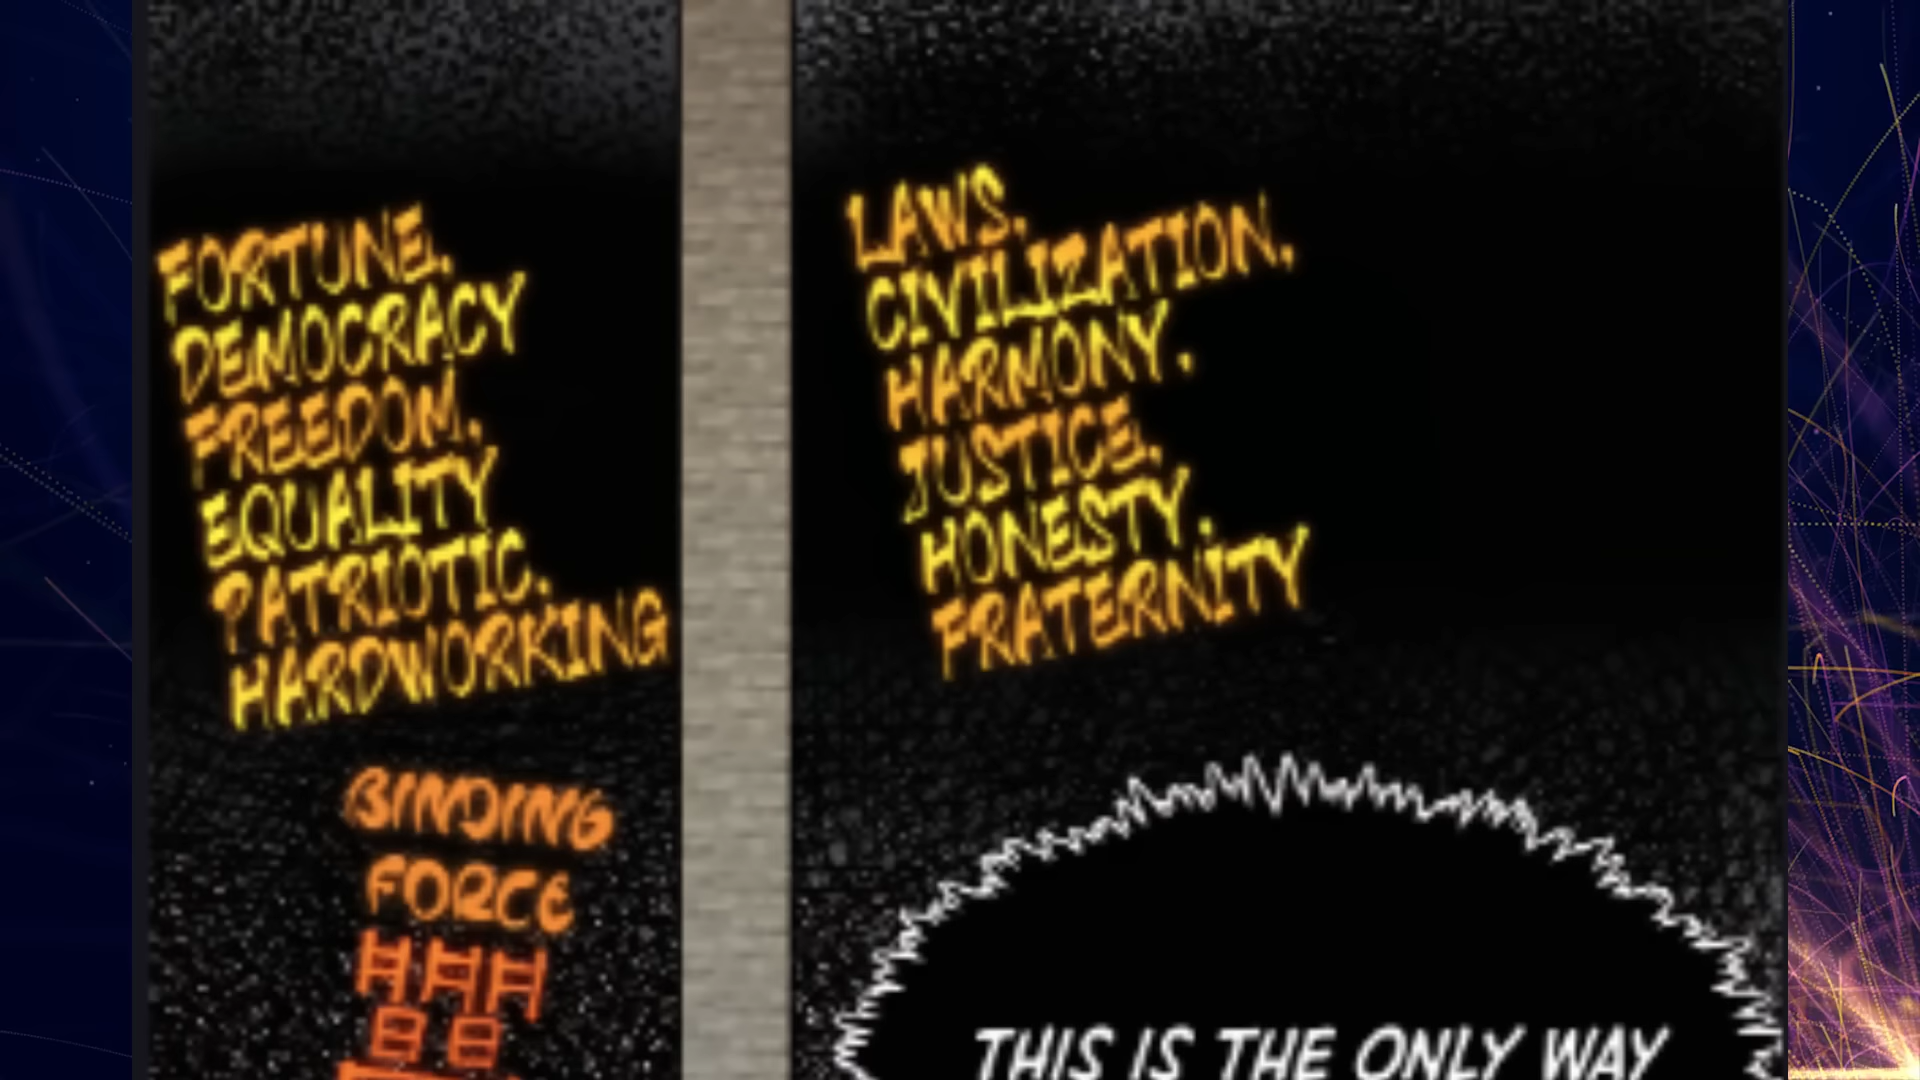 FORTUNE.
DEMOCRACY
FREEDOM.
EQUALITY
PATRIOTIC.
HARDWORKING
BINDING
FORCE
LAWS.
CIVILIZATION.
HARMONY.
JUSTICE.
HONESTY.
FRATERNITY
THIS IS THE ONLY WAY